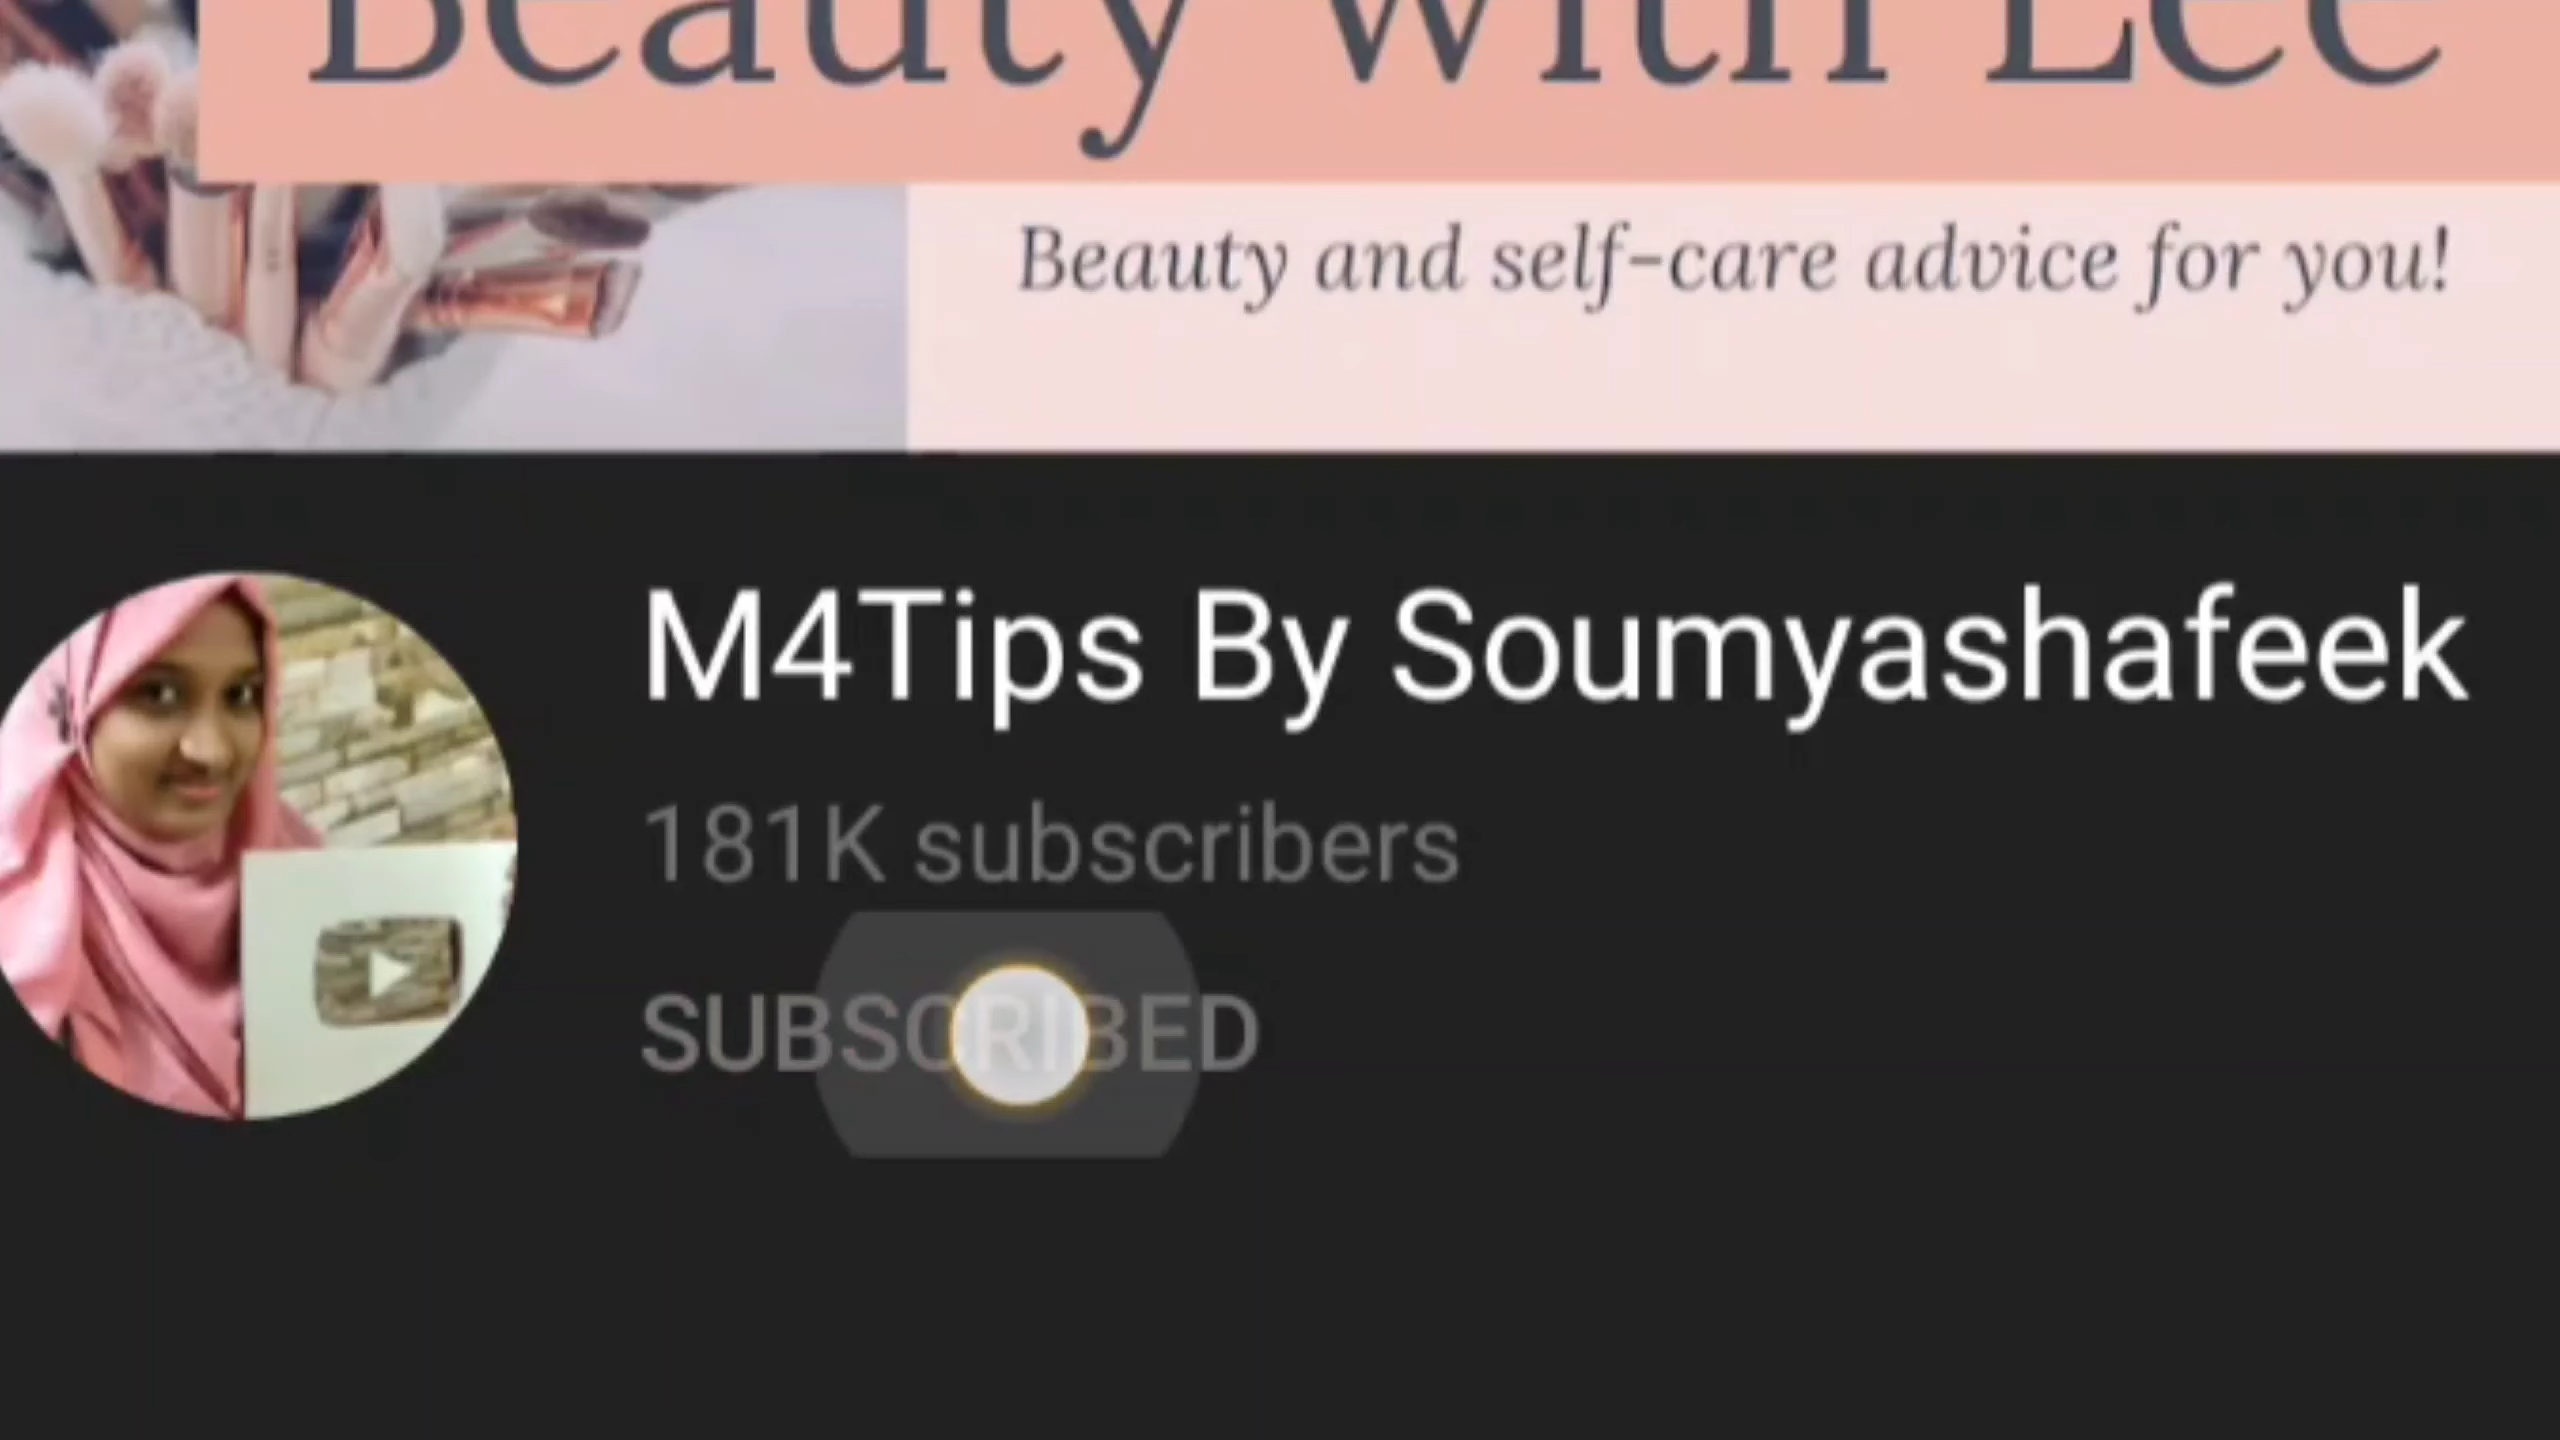 Beauty with Lee
Beauty and self-care advice for you!
M4Tips By Soumyashafeek
181K subscribers
SUBSCRIBED